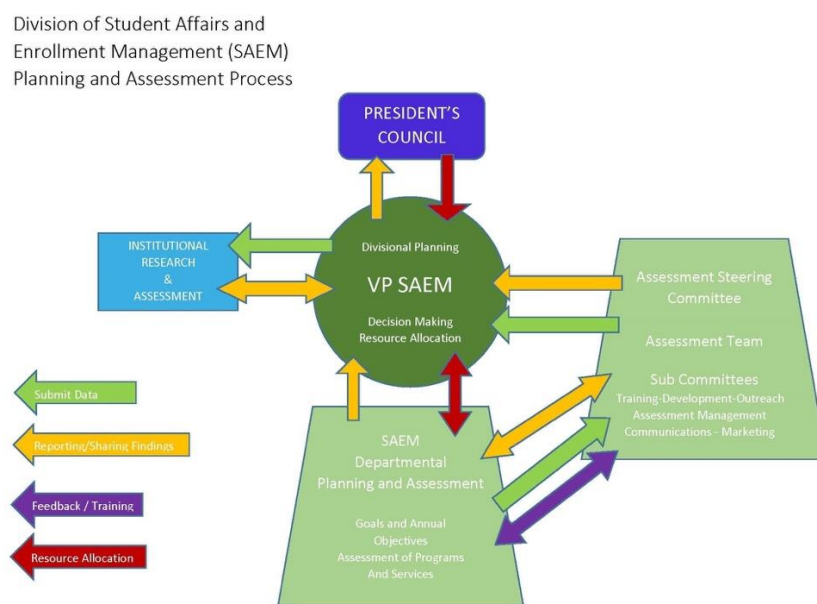 Division of Student Affairs and
Enrollment Management (SAEM)
Planning and Assessment Process
PRESIDENT'S
COUNCIL
INSTITUTIONAL
RESEARCH
&
ASSESSMENT
Divisional Planning
VP SAEM
Decision Making
Resource Allocation
Assessment Steering
Committee
Assessment Team
Sub Committees
Training-Development-Outreach
Assessment Management
Communications - Marketing
Submit Data
Reporting/Sharing Findings
Feedback / Training
Resource Allocation
SAEM
Departmental
Planning and Assessment
Goals and Annual
Objectives
Assessment of Programs
And Services